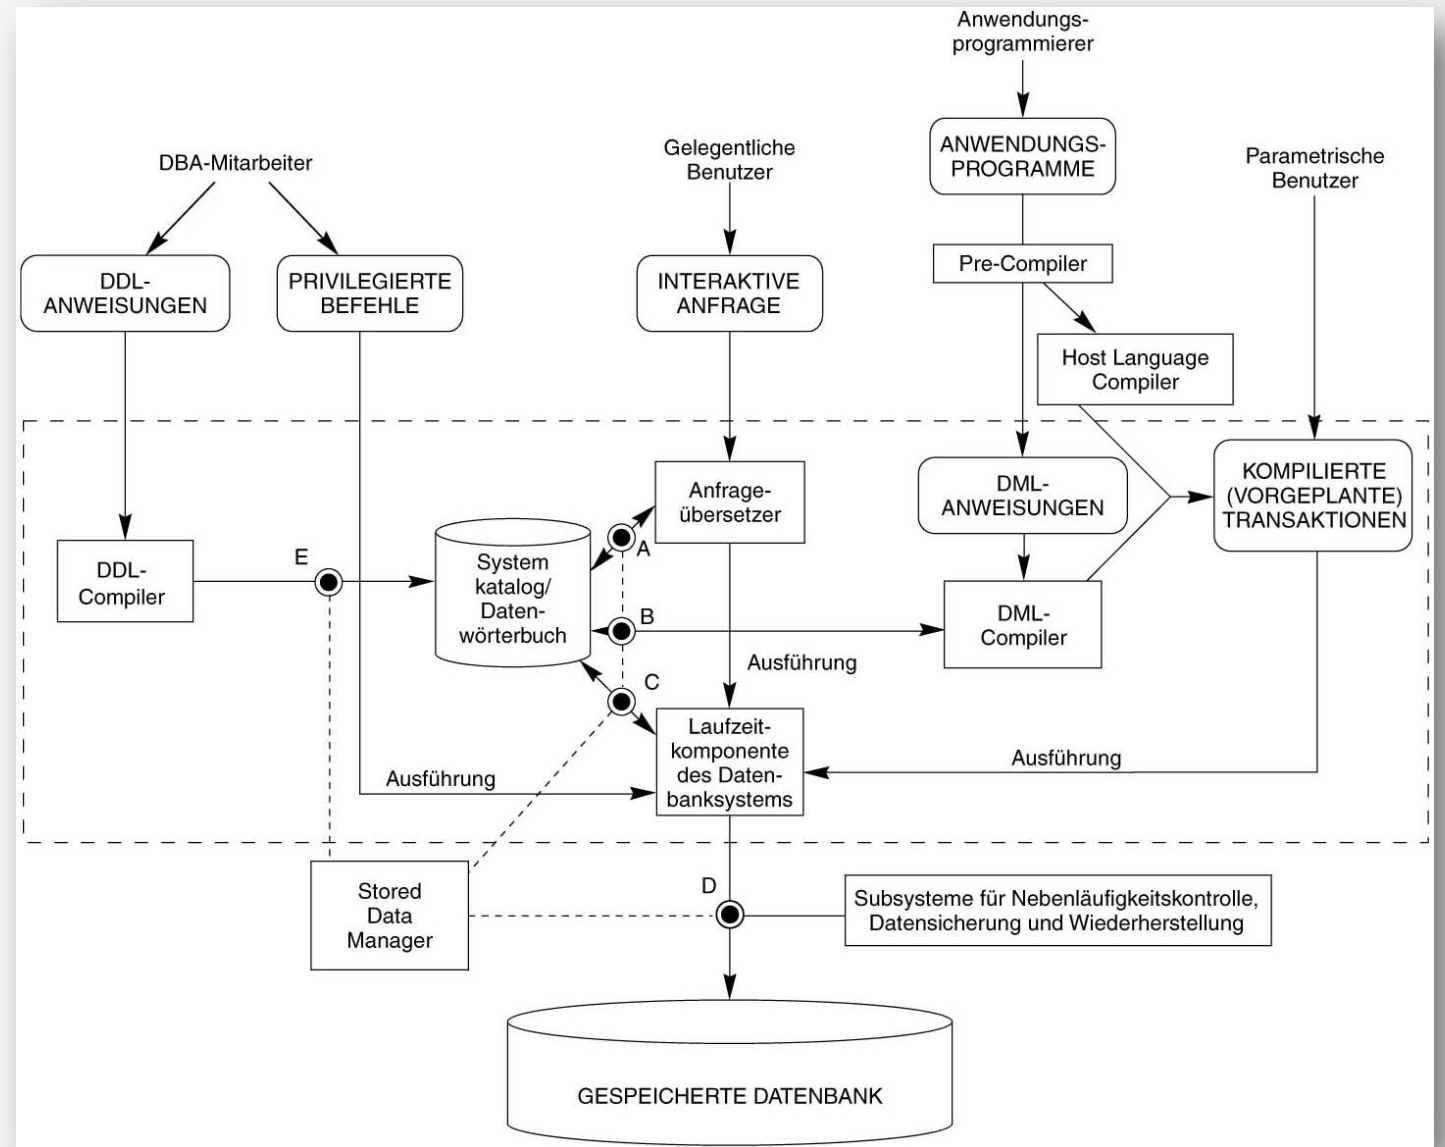 Anwendungs-
programmierer
ANWENDUNGS-
PROGRAMME
Gelegentliche
Benutzer
Parametrische
Benutzer
DBA-Mitarbeiter
Pre-Compiler
DDL-
ANWEISUNGEN
PRIVILEGIERTE
BEFEHLE
INTERAKTIVE
ANFRAGE
Host Language
Compiler
Anfrage-
übersetzer
DML-
ANWEISUNGEN
KOMPILIERTE
(VORGEPLANTE)
TRANSAKTIONEN
A
E
DDL-
Compiler
System
katalog/
Daten-
wörterbuch
B
DML-
Compiler
Ausführung
C
Laufzeit-
komponente
des Daten-
banksystems
Ausführung
Ausführung
D
Stored
Data
Manager
Subsysteme für Nebenläufigkeitskontrolle,
Datensicherung und Wiederherstellung
GESPEICHERTE DATENBANK